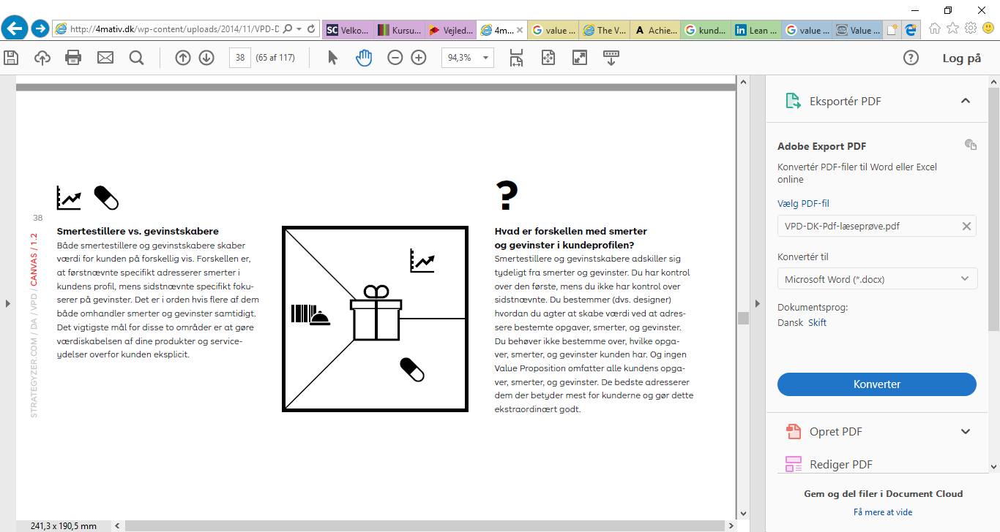 http://4mativ.dk/wp-content/uploads/2014/11/VPD-D
SC Velko...
Kursu...
Vejled...
4m...
value ...
The V...
A Achie...
kund...
in Lean ...
value ...
Value ...
38
(65 af 117)
94,3%
Log på
38
STRATEGYZER.COM / DA / VPD / CANVAS / 1.2
Smertestillere vs. gevinstskabere
Både smertestillere og gevinstskabere skaber
værdi for kunden på forskellig vis. Forskellen er,
at førstnævnte specifikt adresserer smerter i
kundens profil, mens sidstnævnte specifikt foku-
serer på gevinster. Det er i orden hvis flere af dem
både omhandler smerter og gevinster samtidigt.
Det vigtigste mål for disse to områder er at gøre
værdiskabelsen af dine produkter og service-
ydelser overfor kunden eksplicit.
?
Hvad er forskellen med smerter
og gevinster i kundeprofilen?
Smertestillere og gevinstskabere adskiller sig
tydeligt fra smerter og gevinster. Du har kontrol
over den første, mens du ikke har kontrol over
sidstnævnte. Du bestemmer (dvs. designer)
hvordan du agter at skabe værdi ved at adres-
sere bestemte opgaver, smerter, og gevinster.
Du behøver ikke bestemme over, hvilke opga-
ver, smerter, og gevinster kunden har. Og ingen
Value Proposition omfatter alle kundens opga-
ver, smerter, og gevinster. De bedste adresserer
dem der betyder mest for kunderne og gør dette
ekstraordinært godt.
241,3 x 190,5 mm
Eksportér PDF
Adobe Export PDF
Konvertér PDF-filer til Word eller Excel
online
Vælg PDF-fil
VPD-DK-Pdf-læseprøve.pdf
Konvertér til
Microsoft Word (*.docx)
Dokumentsprog:
Dansk Skift
Konverter
Opret PDF
Rediger PDF
Gem og del filer i Document Cloud
Få mere at vide